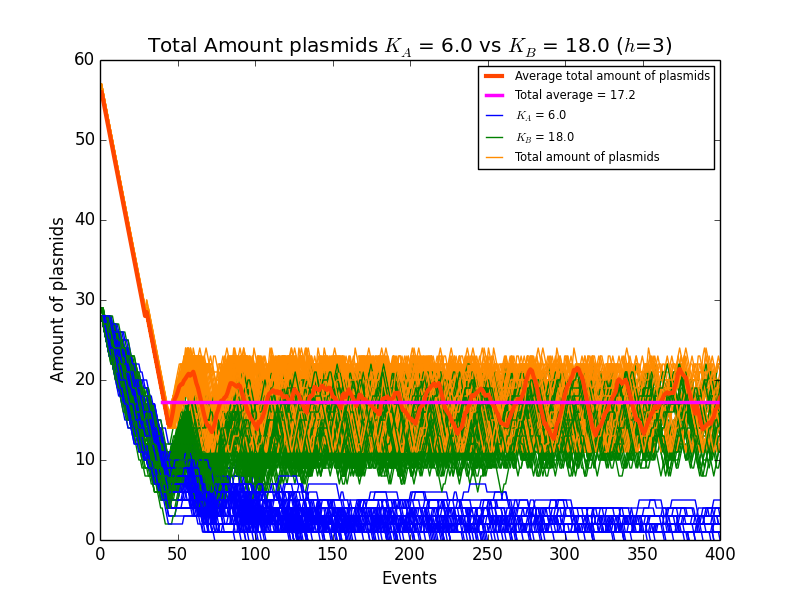 Total Amount plasmids K_A = 6.0 vs K_B = 18.0 (h=3)
Average total amount of plasmids
Total average = 17.2
K_A = 6.0
K_B = 18.0
Total amount of plasmids
60
50
40
30
20
10
0
Amount of plasmids
0 50 100 150 200 250 300 350 400
Events